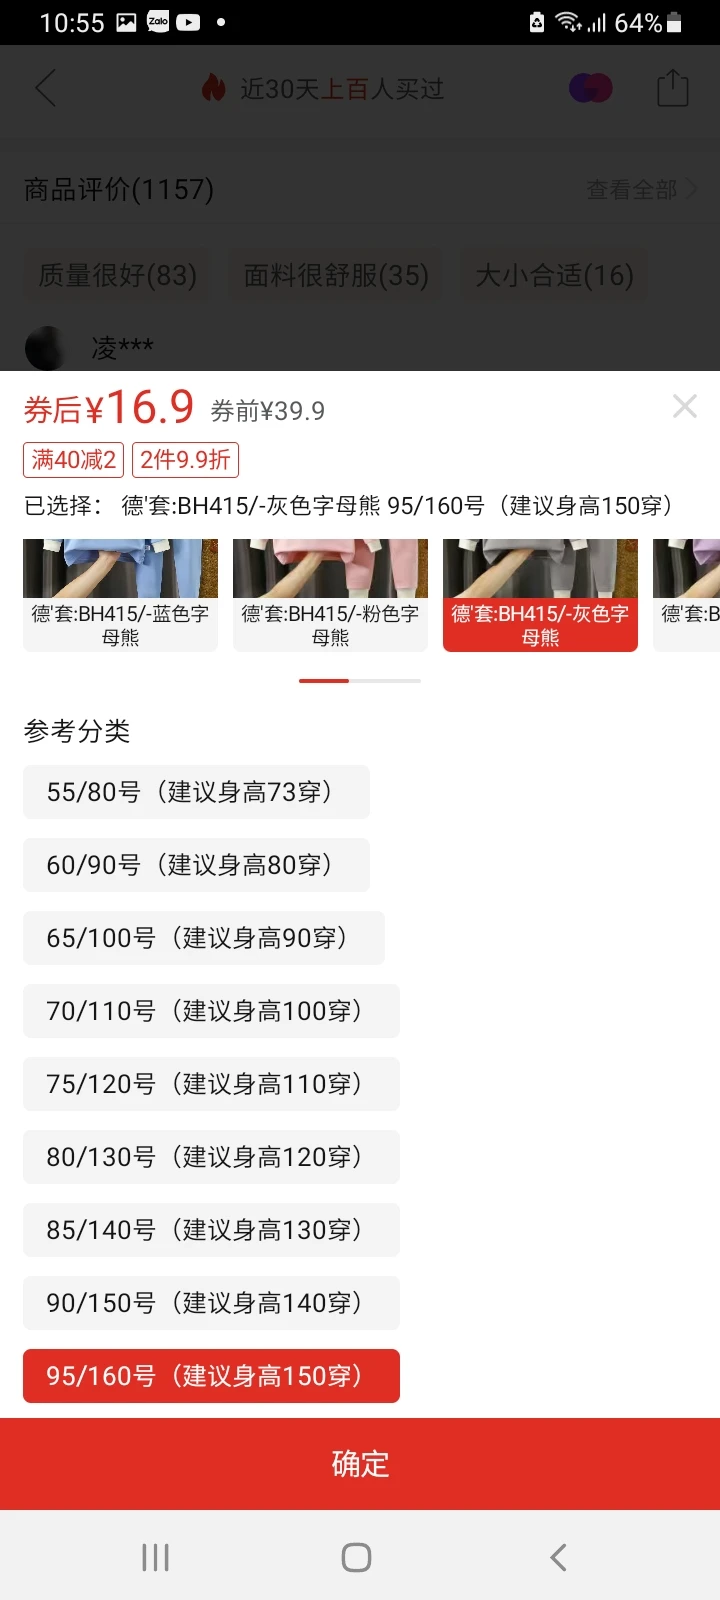 10:55
Zalo
64%
近30天上百人买过
商品评价(1157)
查看全部
质量很好(83)
面料很舒服(35)
大小合适(16)
凌***
券后¥16.9 券前¥39.9
满40减2
2件9.9折
已选择： 德'套:BH415/-灰色字母熊 95/160号（建议身高150穿）
德'套:BH415/-蓝色字
母熊
德'套:BH415/-粉色字
母熊
德'套:BH415/-灰色字
母熊
德'套:B
参考分类
55/80号（建议身高73穿）
60/90号（建议身高80穿）
65/100号（建议身高90穿）
70/110号（建议身高100穿）
75/120号（建议身高110穿）
80/130号（建议身高120穿）
85/140号（建议身高130穿）
90/150号（建议身高140穿）
95/160号（建议身高150穿）
确定